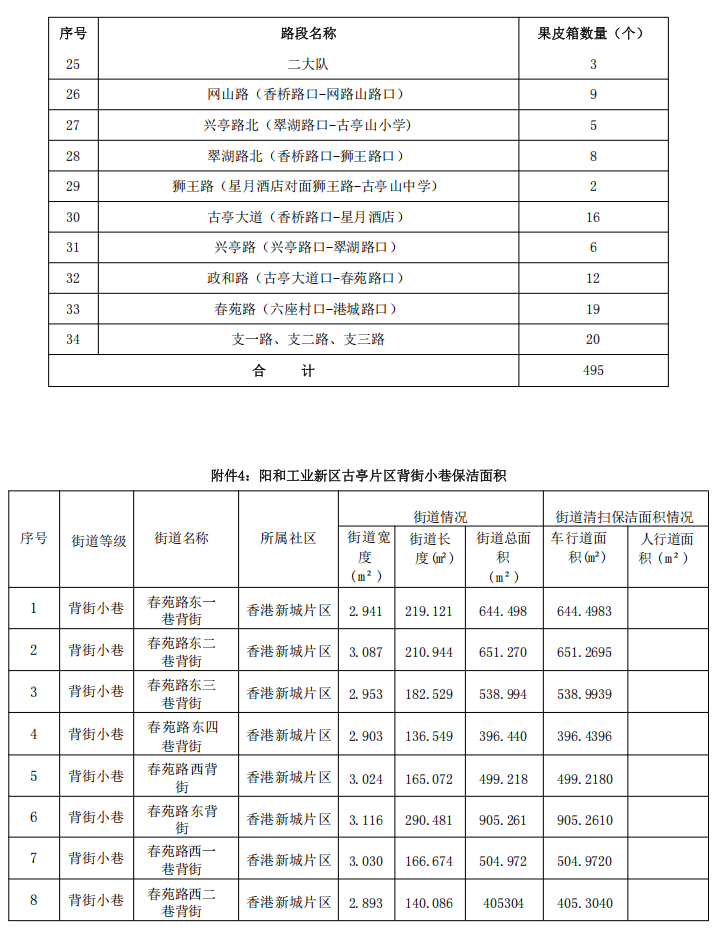 序号 路段名称 果皮箱数量（个）
25 二大队 3
26 网山路（香桥路口-网路山路口） 9
27 兴亭路北（翠湖路口-古亭山小学） 5
28 翠湖路北（香桥路口-狮王路口） 8
29 狮王路（星月酒店对面狮王路-古亭山中学） 2
30 古亭大道（香桥路口-星月酒店） 16
31 兴亭路（兴亭路口-翠湖路口） 6
32 政和路（古亭大道口-春苑路口） 12
33 春苑路（六座村口-港城路口） 19
34 支一路、支二路、支三路 20
合 计 495
附件4：阳和工业新区古亭片区背街小巷保洁面积
街道情况 街道清扫保洁面积情况
序号 街道等级 街道名称 所属社区 街道宽 街道长 街道总面 车行道面 人行道面
度 度(㎡) 积 积(㎡) 积（㎡）
（m²） （m²）
1 背街小巷 春苑路东一 香港新城片区 2.941 219.121 644.498 644.4983
巷背街
2 背街小巷 春苑路东二 香港新城片区 3.087 210.944 651.270 651.2695
巷背街
3 背街小巷 春苑路东三 香港新城片区 2.953 182.529 538.994 538.9939
巷背街
4 背街小巷 春苑路东四 香港新城片区 2.903 136.549 396.440 396.4396
巷背街
5 背街小巷 春苑路西背 香港新城片区 3.024 165.072 499.218 499.2180
街
6 背街小巷 春苑路东背 香港新城片区 3.116 290.481 905.261 905.2610
街
7 背街小巷 春苑路西一 香港新城片区 3.030 166.674 504.972 504.9720
巷背街
8 背街小巷 春苑路西二 香港新城片区 2.893 140.086 405304 405.3040
巷背街